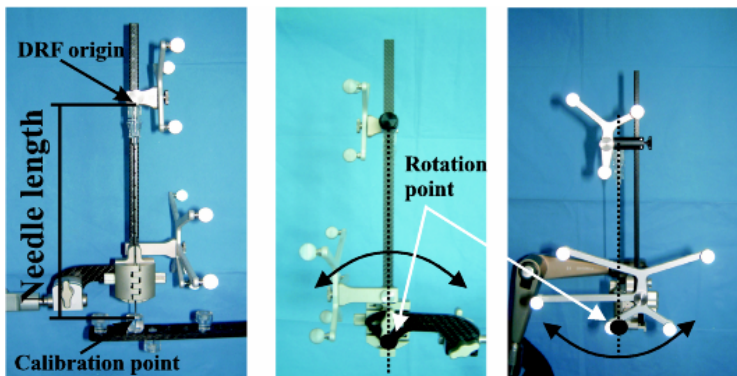 DRF origin
Needle length
Calibration point
Rotation
point